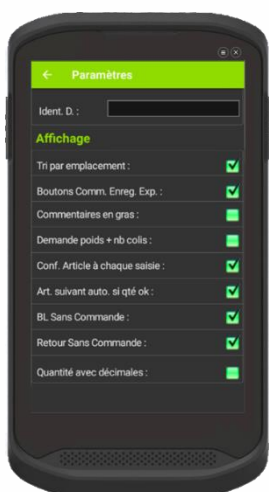 Paramètres
Ident. D. :
Affichage
Tri par emplacement :
Boutons Comm. Enreg. Exp. :
Commentaires en gras :
Demande poids + nb colis :
Conf. Article à chaque saisie :
Art. suivant auto. si qté ok :
BL Sans Commande :
Retour Sans Commande :
Quantité avec décimales :